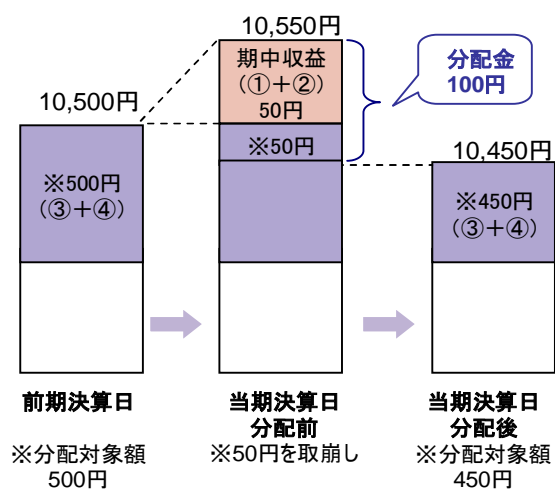 10,500円
※500円
(③+④)
前期決算日
※分配対象額
500円
10,550円
期中収益
(①+②)
50円
※50円
分配金
100円
当期決算日
分配前
※50円を取崩し
10,450円
※450円
(③+④)
当期決算日
分配後
※分配対象額
450円